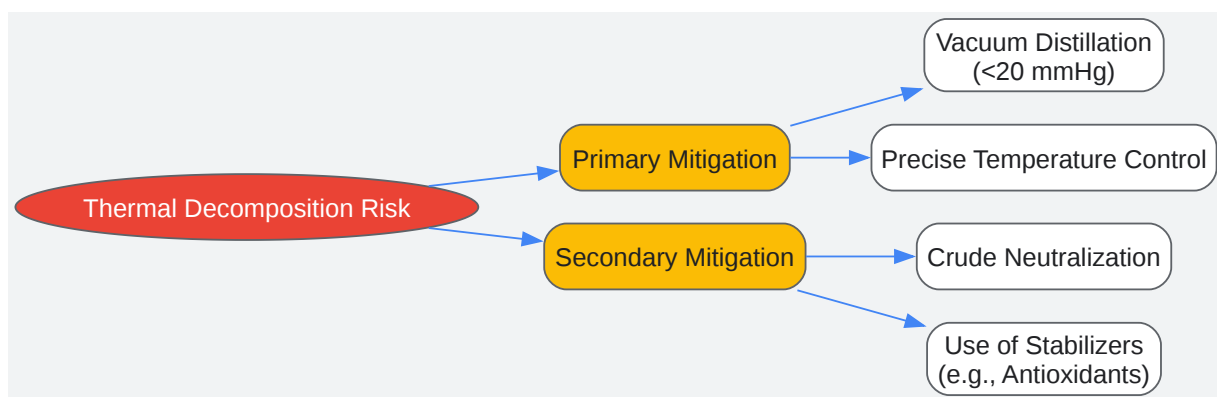 Vacuum Distillation
(<20 mmHg)
Primary Mitigation
Precise Temperature Control
Thermal Decomposition Risk
Secondary Mitigation
Crude Neutralization
Use of Stabilizers
(e.g., Antioxidants)